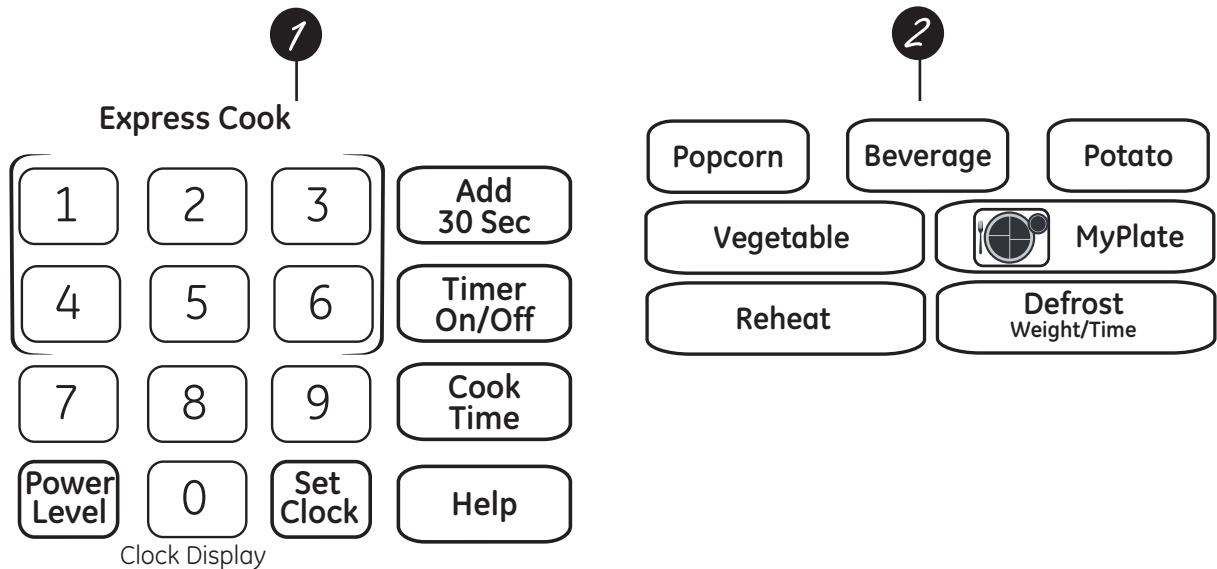 1
Express Cook
1 2 3
Add
30 Sec
4 5 6
Timer
On/Off
7 8 9
Cook
Time
Power
Level
0
Set
Clock
Help
Clock Display
2
Popcorn
Beverage
Potato
Vegetable
MyPlate
Reheat
Defrost
Weight/Time